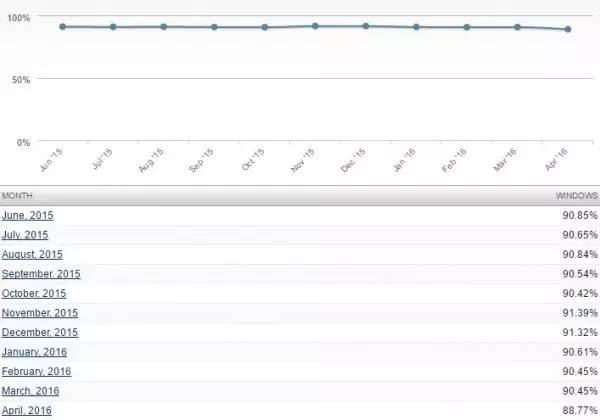 100%
50%
0%
Jun '15 Jul '15 Aug '15 Sep '15 Oct '15 Nov '15 Dec '15 Jan '16 Feb '16 Mar '16 Apr '16
MONTH WINDOWS
June, 2015 90.85%
July, 2015 90.65%
August, 2015 90.84%
September, 2015 90.54%
October, 2015 90.42%
November, 2015 91.39%
December, 2015 91.32%
January, 2016 90.61%
February, 2016 90.45%
March, 2016 90.45%
April, 2016 88.77%